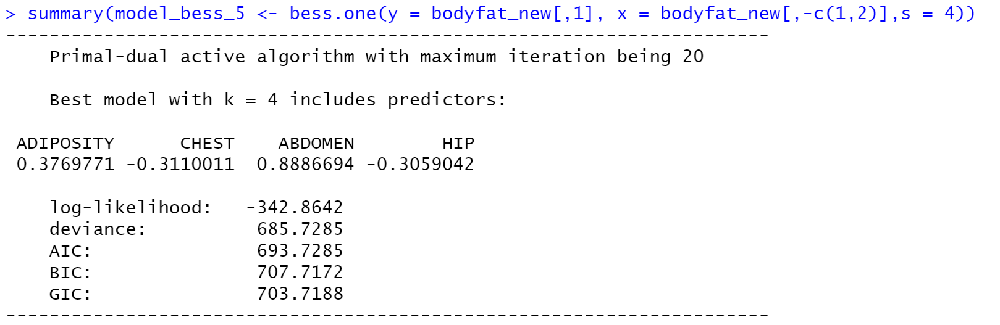 > summary(model_bess_5 <- bess.one(y = bodyfat_new[,1], x = bodyfat_new[,-c(1,2)],s = 4))
----------------------------------------------------------------------
    Primal-dual active algorithm with maximum iteration being 20
    Best model with k = 4 includes predictors:
 ADIPOSITY      CHEST    ABDOMEN        HIP
 0.3769771 -0.3110011  0.8886694 -0.3059042
    log-likelihood:   -342.8642
    deviance:          685.7285
    AIC:               693.7285
    BIC:               707.7172
    GIC:               703.7188
----------------------------------------------------------------------